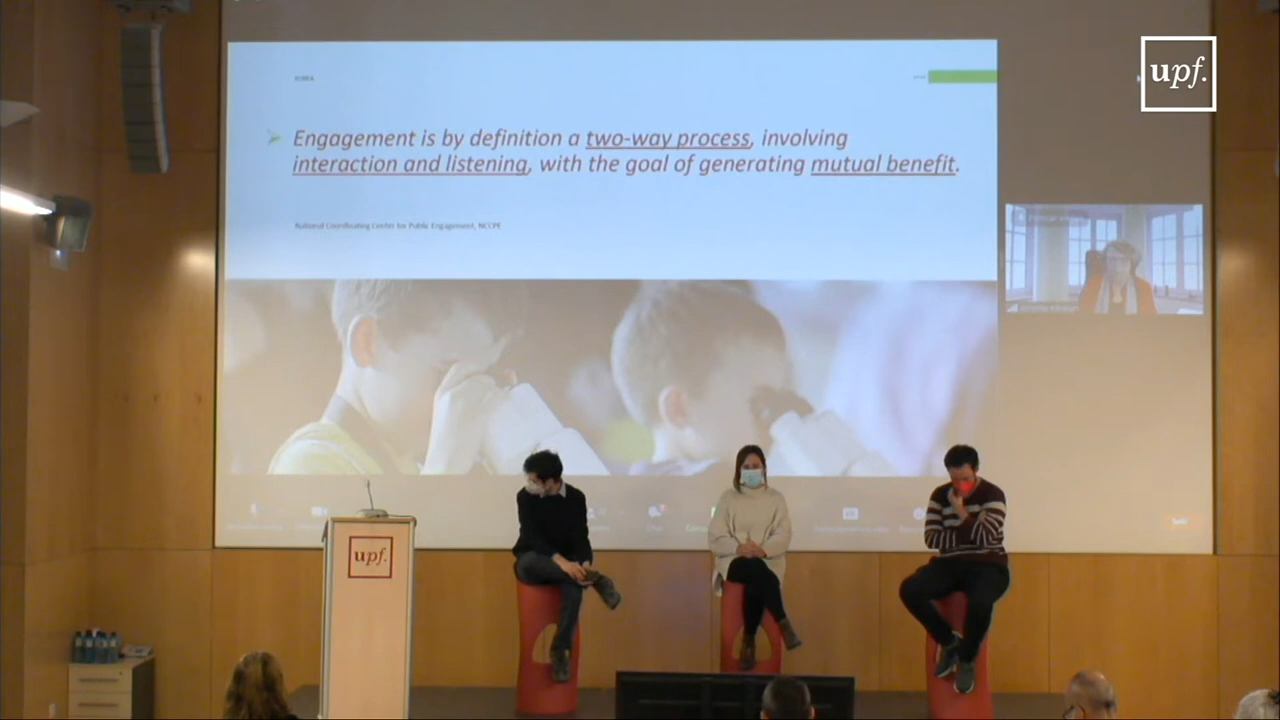 upf.
Engagement is by definition a two-way process, involving
interaction and listening, with the goal of generating mutual benefit.
National Coordinating Center for Public Engagement, NCCPE
upf.